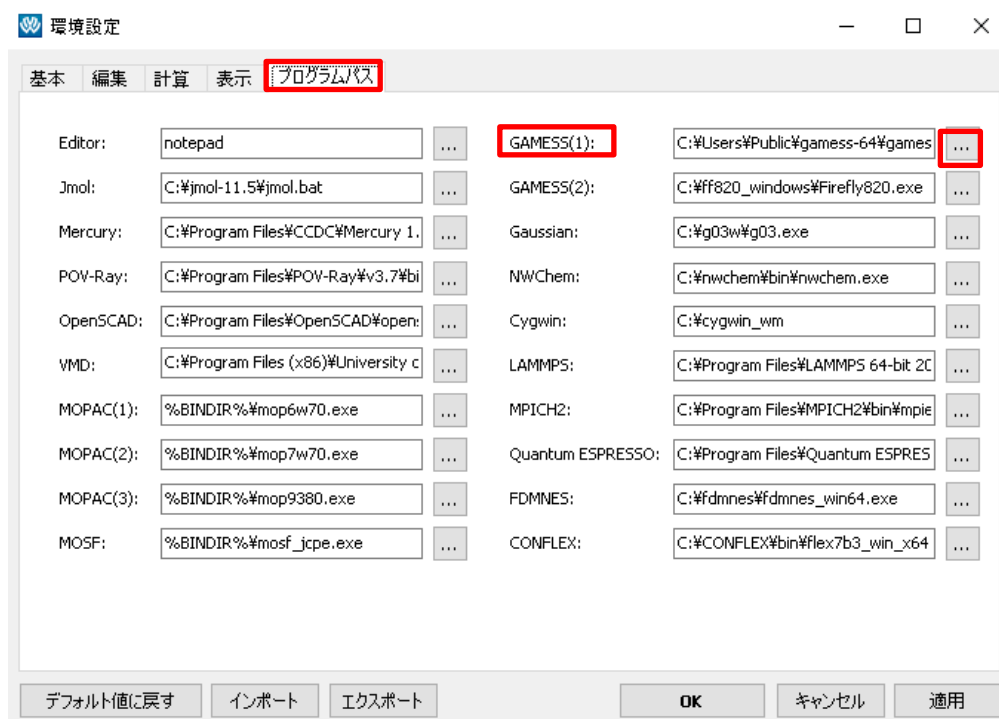 環境設定
基本 編集 計算 表示 プログラムパス
Editor: notepad ... GAMESS(1): C:¥Users¥Public¥gamess-64¥games ...
Jmol: C:¥jmol-11.5¥jmol.bat ... GAMESS(2): C:¥ff820_windows¥Firefly820.exe ...
Mercury: C:¥Program Files¥CCDC¥Mercury 1. ... Gaussian: C:¥g03w¥g03.exe ...
POV-Ray: C:¥Program Files¥POV-Ray¥v3.7¥bi ... NWChem: C:¥nwchem¥bin¥nwchem.exe ...
OpenSCAD: C:¥Program Files¥OpenSCAD¥open: ... Cygwin: C:¥cygwin_wm ...
VMD: C:¥Program Files (x86)¥University c ... LAMMPS: C:¥Program Files¥LAMMPS 64-bit 20 ...
MOPAC(1): %BINDIR%¥mop6w70.exe ... MPICH2: C:¥Program Files¥MPICH2¥bin¥mpie ...
MOPAC(2): %BINDIR%¥mop7w70.exe ... Quantum ESPRESSO: C:¥Program Files¥Quantum ESPRES ...
MOPAC(3): %BINDIR%¥mop9380.exe ... FDMNES: C:¥fdmnes¥fdmnes_win64.exe ...
MOSF: %BINDIR%¥mosf_jcpe.exe ... CONFLEX: C:¥CONFLEX¥bin¥flex7b3_win_x64 ...
デフォルト値に戻す インポート エクスポート OK キャンセル 適用